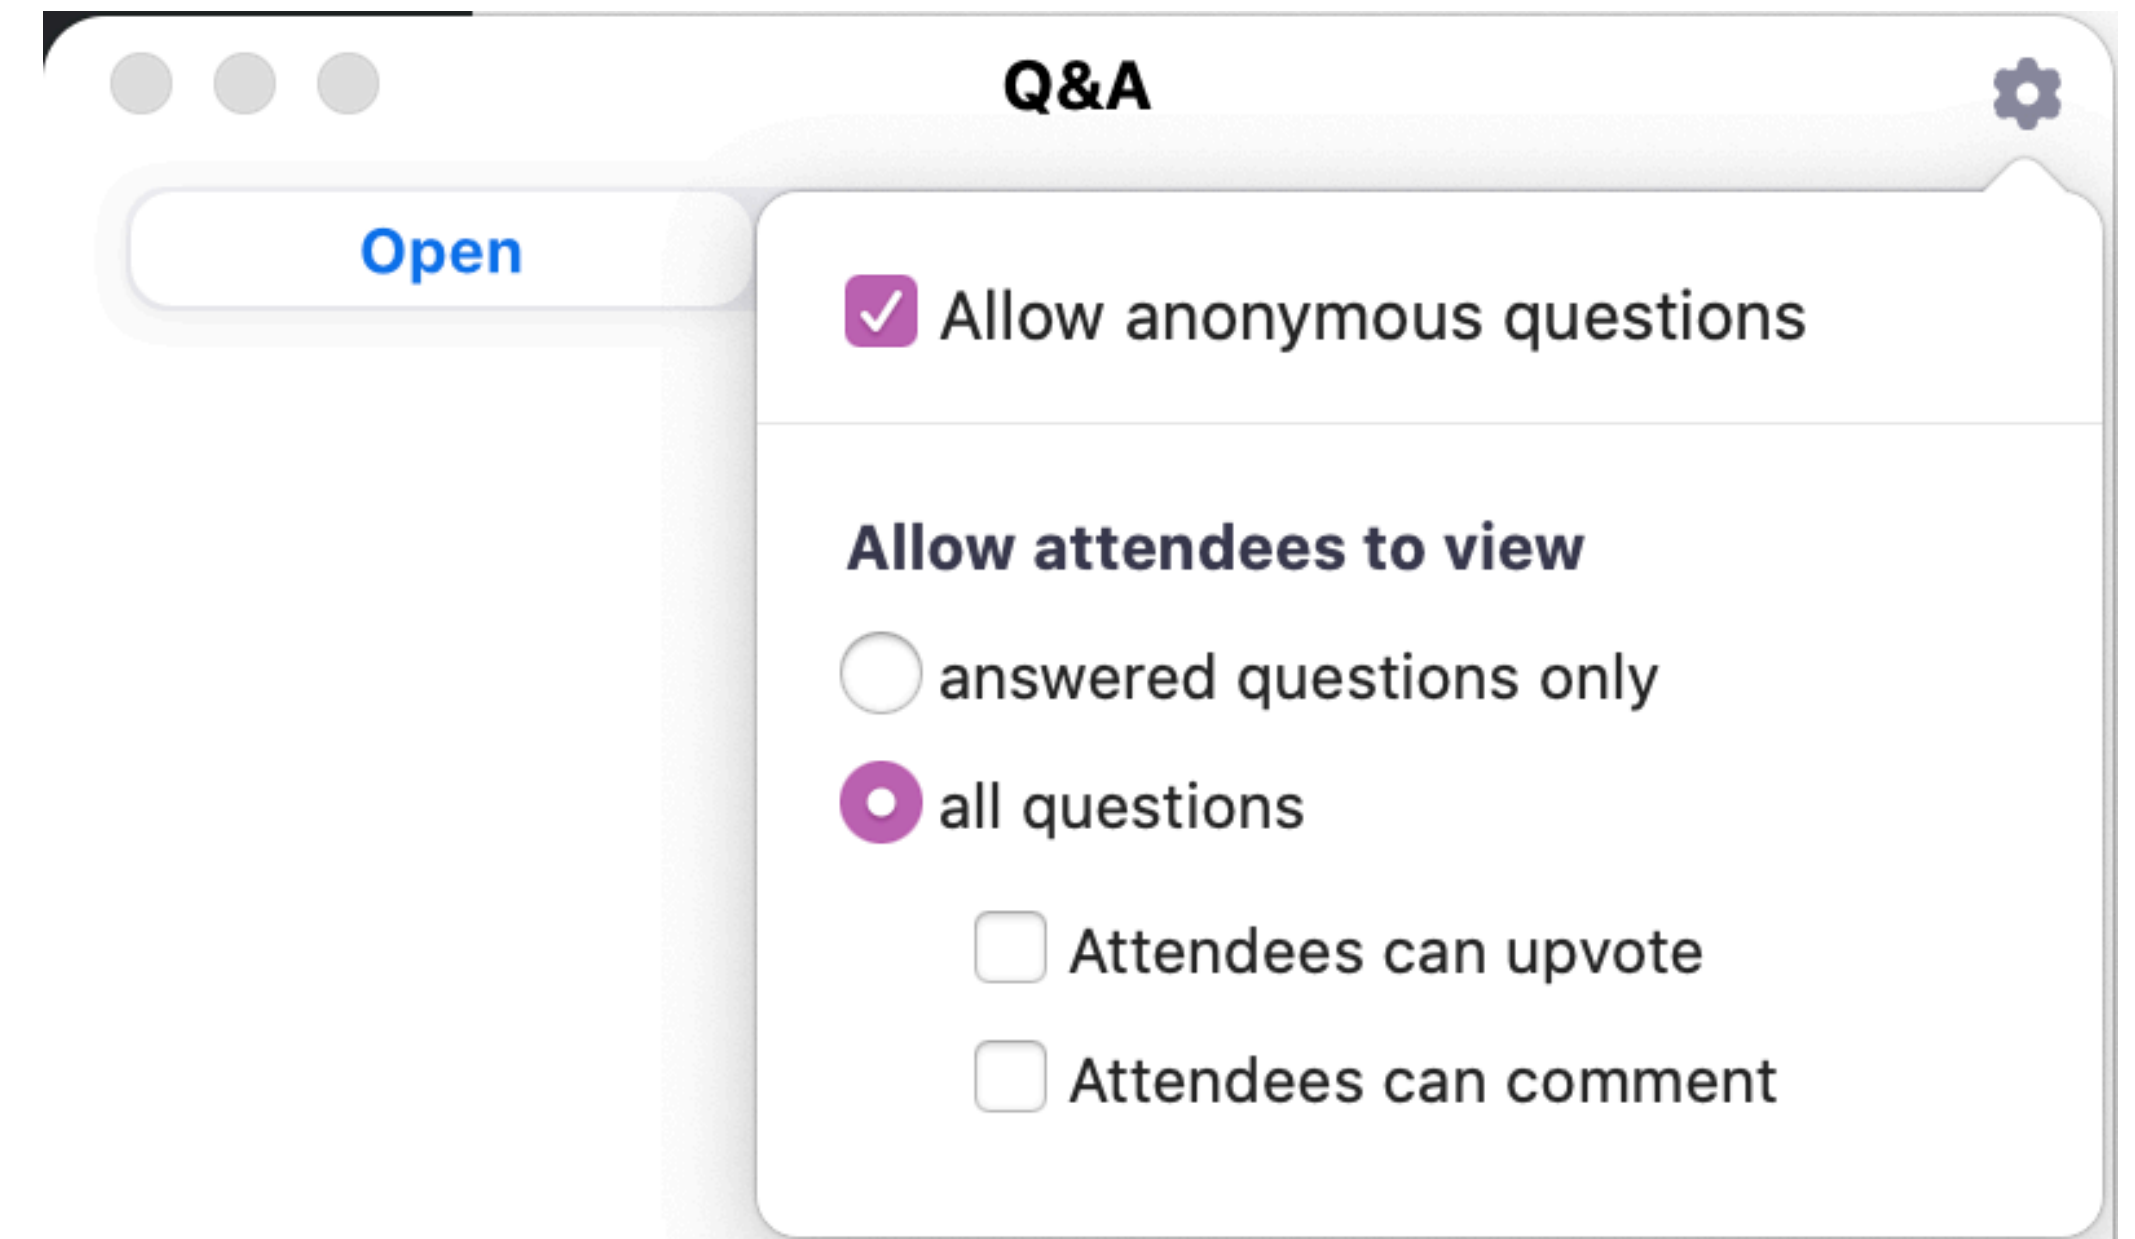 Q&A
Open
Allow anonymous questions
Allow attendees to view
answered questions only
all questions
Attendees can upvote
Attendees can comment